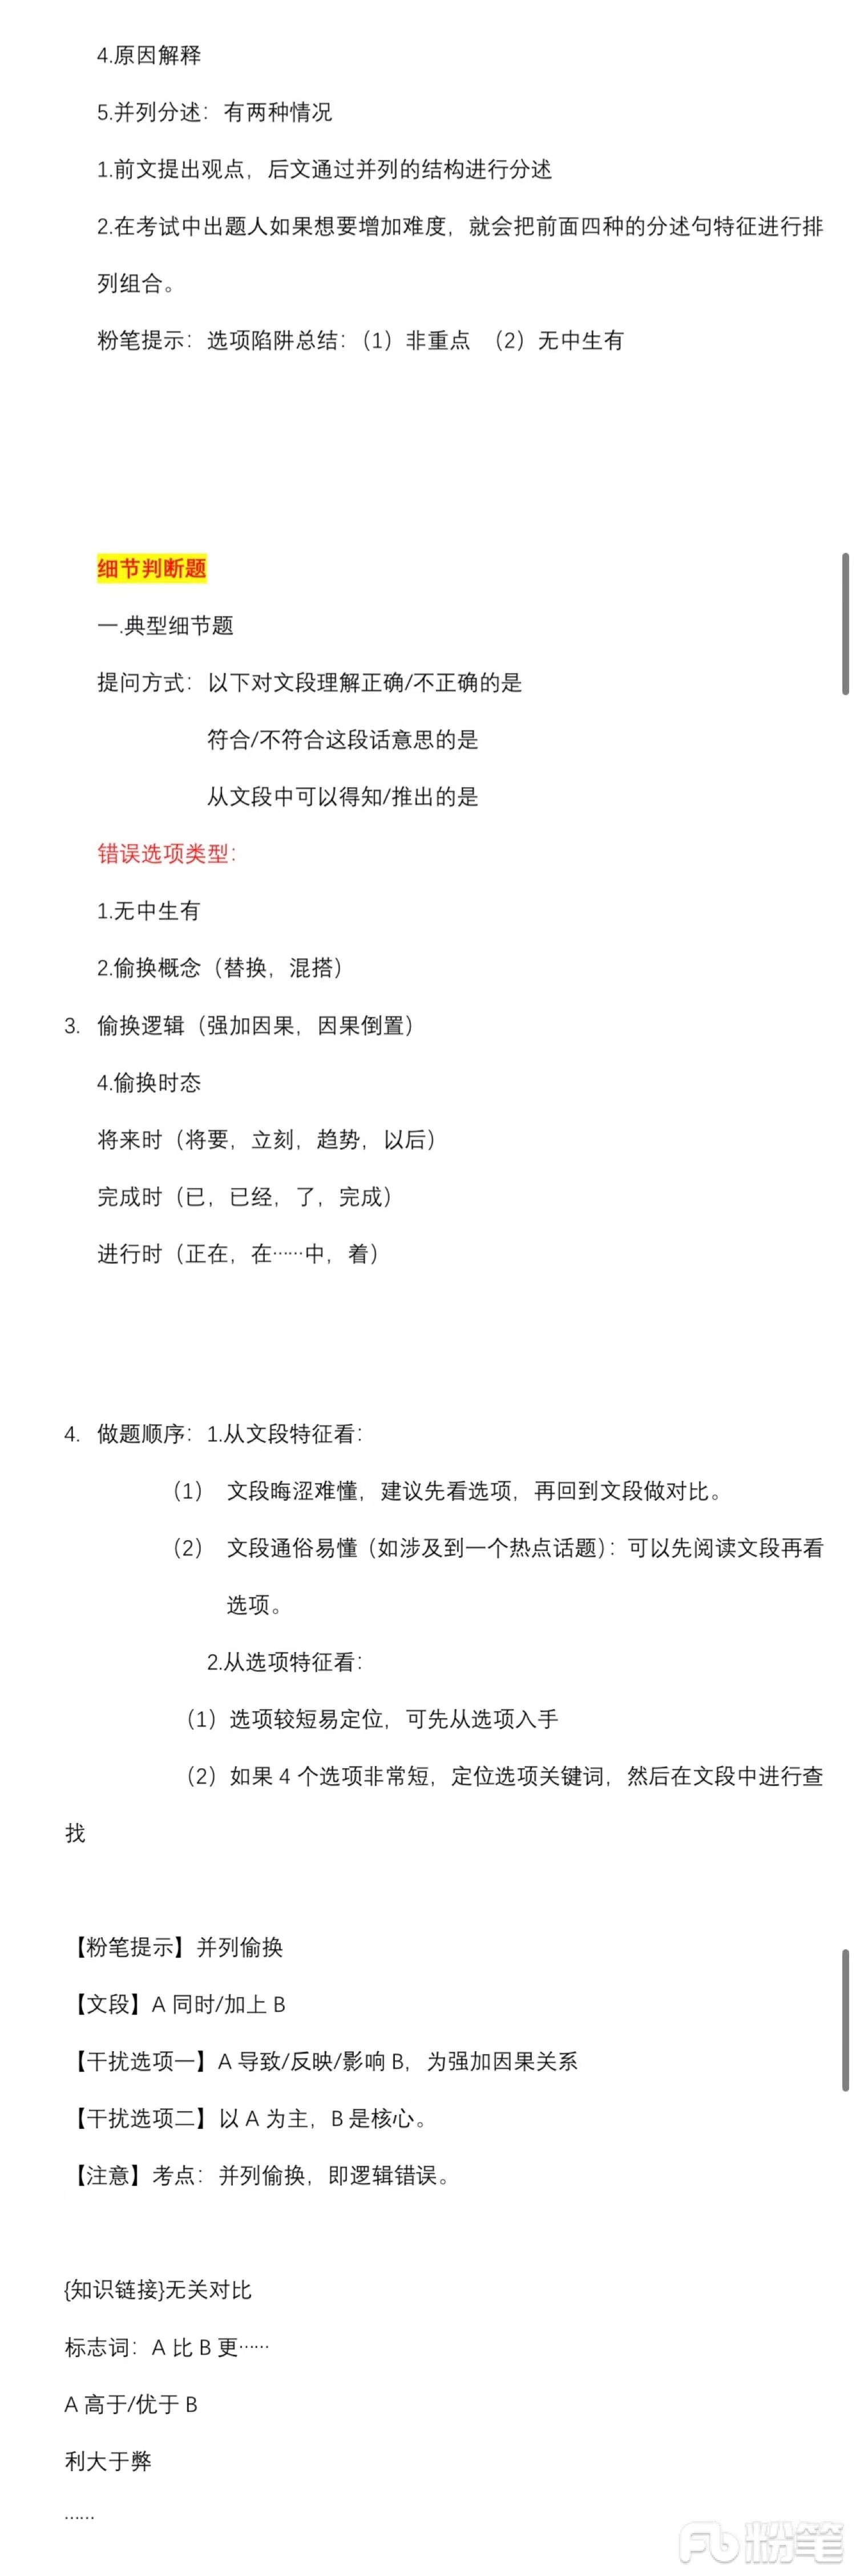 4.原因解释
5.并列分述：有两种情况
1.前文提出观点，后文通过并列的结构进行分述
2.在考试中出题人如果想要增加难度，就会把前面四种的分述句特征进行排
列组合。
粉笔提示：选项陷阱总结：（1）非重点 （2）无中生有
细节判断题
一.典型细节题
提问方式：以下对文段理解正确/不正确的是
符合/不符合这段话意思的是
从文段中可以得知/推出的是
错误选项类型：
1.无中生有
2.偷换概念（替换，混搭）
3. 偷换逻辑（强加因果，因果倒置）
4.偷换时态
将来时（将要，立刻，趋势，以后）
完成时（已，已经，了，完成）
进行时（正在，在……中，着）
4. 做题顺序：1.从文段特征看：
（1） 文段晦涩难懂，建议先看选项，再回到文段做对比。
（2） 文段通俗易懂（如涉及到一个热点话题）：可以先阅读文段再看
选项。
2.从选项特征看：
（1）选项较短易定位，可先从选项入手
（2）如果 4 个选项非常短，定位选项关键词，然后在文段中进行查
找
【粉笔提示】并列偷换
【文段】A 同时/加上 B
【干扰选项一】A 导致/反映/影响 B，为强加因果关系
【干扰选项二】以 A 为主，B 是核心。
【注意】考点：并列偷换，即逻辑错误。
{知识链接}无关对比
标志词：A 比 B 更……
A 高于/优于 B
利大于弊
……
Fb 粉笔